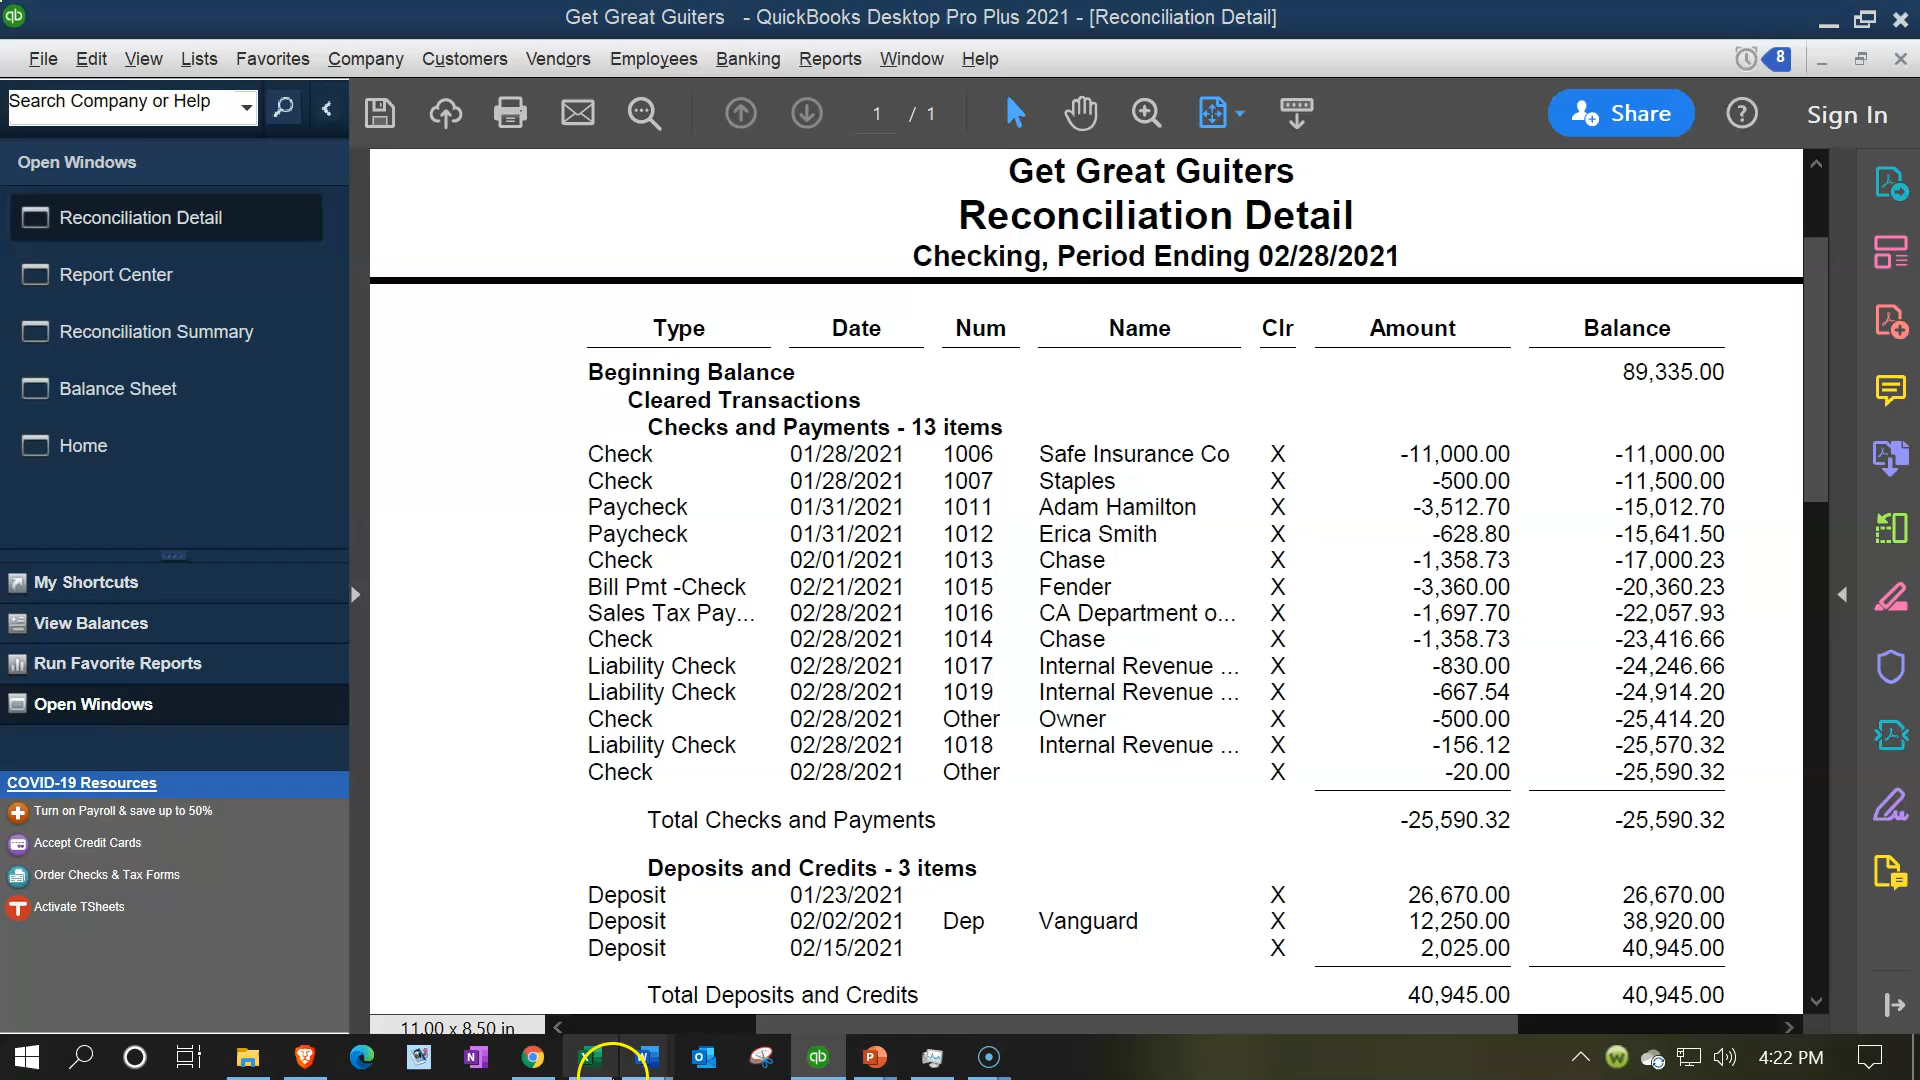 Get Great Guiters - QuickBooks Desktop Pro Plus 2021 - [Reconciliation Detail]
File Edit View Lists Favorites Company Customers Vendors Employees Banking Reports Window Help
8
Search Company or Help
1 / 1
Share
Sign In
Open Windows
Reconciliation Detail
Report Center
Reconciliation Summary
Balance Sheet
Home
My Shortcuts
View Balances
Run Favorite Reports
Open Windows
COVID-19 Resources
Turn on Payroll & save up to 50%
Accept Credit Cards
Order Checks & Tax Forms
Activate TSheets
Get Great Guiters
Reconciliation Detail
Checking, Period Ending 02/28/2021
Type Date Num Name Clr Amount Balance
Beginning Balance 89,335.00
Cleared Transactions
Checks and Payments - 13 items
Check 01/28/2021 1006 Safe Insurance Co X -11,000.00 -11,000.00
Check 01/28/2021 1007 Staples X -500.00 -11,500.00
Paycheck 01/31/2021 1011 Adam Hamilton X -3,512.70 -15,012.70
Paycheck 01/31/2021 1012 Erica Smith X -628.80 -15,641.50
Check 02/01/2021 1013 Chase X -1,358.73 -17,000.23
Bill Pmt -Check 02/21/2021 1015 Fender X -3,360.00 -20,360.23
Sales Tax Pay... 02/28/2021 1016 CA Department o... X -1,697.70 -22,057.93
Check 02/28/2021 1014 Chase X -1,358.73 -23,416.66
Liability Check 02/28/2021 1017 Internal Revenue ... X -830.00 -24,246.66
Liability Check 02/28/2021 1019 Internal Revenue ... X -667.54 -24,914.20
Check 02/28/2021 Other Owner X -500.00 -25,414.20
Liability Check 02/28/2021 1018 Internal Revenue ... X -156.12 -25,570.32
Check 02/28/2021 Other X -20.00 -25,590.32
Total Checks and Payments -25,590.32 -25,590.32
Deposits and Credits - 3 items
Deposit 01/23/2021 X 26,670.00 26,670.00
Deposit 02/02/2021 Dep Vanguard X 12,250.00 38,920.00
Deposit 02/15/2021 X 2,025.00 40,945.00
Total Deposits and Credits 40,945.00 40,945.00
11.00 x 8.50 in
4:22 PM